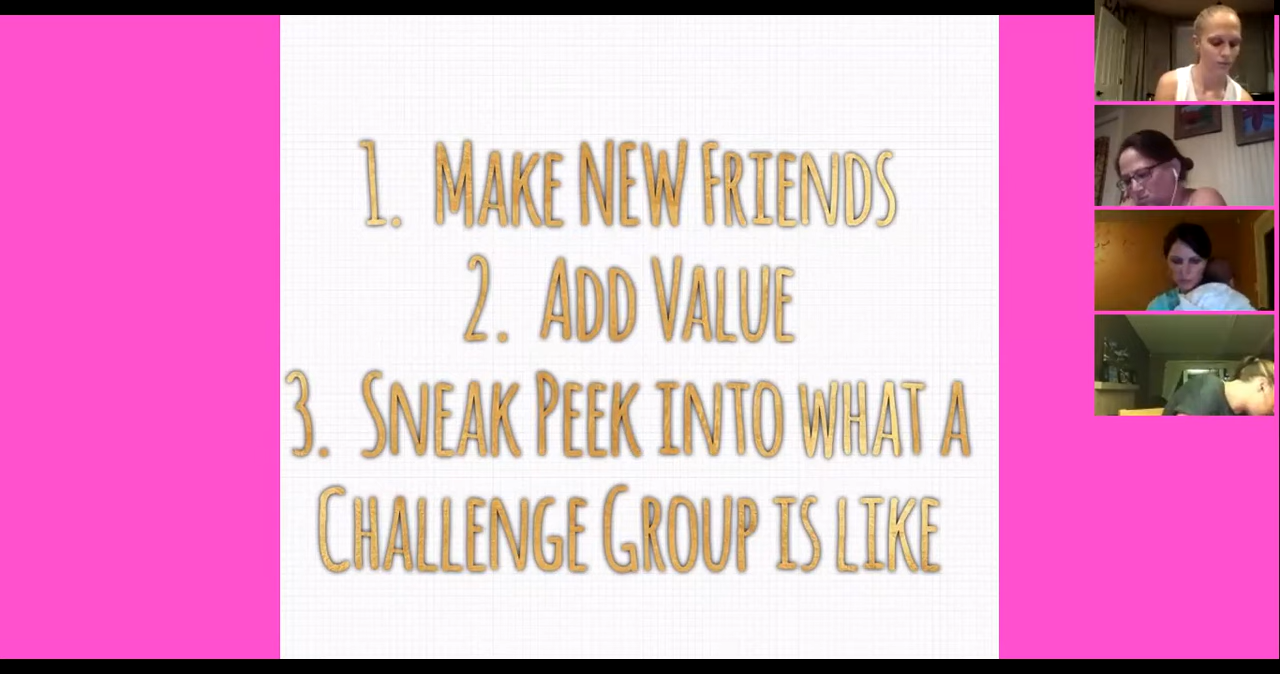 1. Make NEW Friends
2. Add Value
3. Sneak Peek into what a
Challenge Group is like